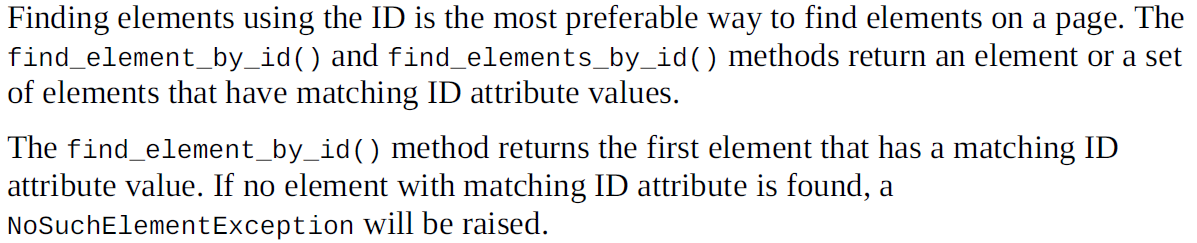 Finding elements using the ID is the most preferable way to find elements on a page. The
find_element_by_id() and find_elements_by_id() methods return an element or a set
of elements that have matching ID attribute values.
The find_element_by_id() method returns the first element that has a matching ID
attribute value. If no element with matching ID attribute is found, a
NoSuchElementException will be raised.